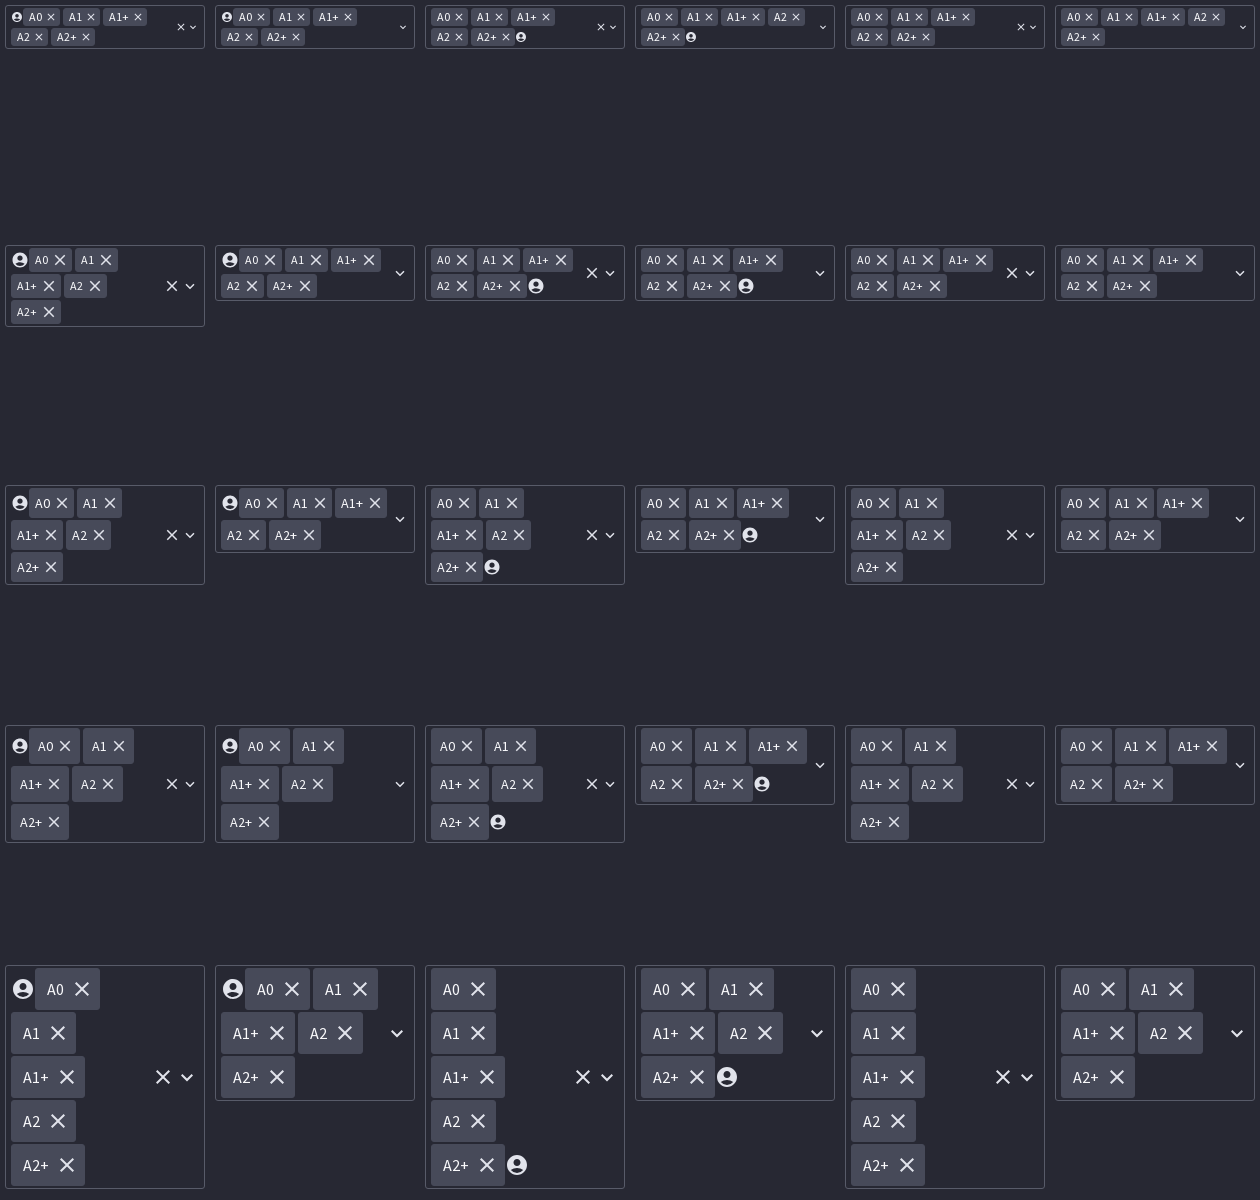 A0 A1 A1+ A0 A1 A1+ A0 A1 A1+ A0 A1 A1+ A2 A0 A1 A1+ A0 A1 A1+ A2
A2 A2+ A2 A2+ A2 A2+ A2+ A2 A2+ A2+
A0 A1 A0 A1 A1+ A0 A1 A1+ A0 A1 A1+ A0 A1 A1+ A0 A1 A1+
A1+ A2 A2 A2+ A2 A2+ A2 A2+ A2 A2+ A2 A2+
A2+
A0 A1 A0 A1 A1+ A0 A1 A0 A1 A1+ A0 A1 A0 A1 A1+
A1+ A2 A2 A2+ A1+ A2 A2 A2+ A1+ A2 A2 A2+
A2+ A2+ A2+
A0 A1 A0 A1 A0 A1 A0 A1 A1+ A0 A1 A0 A1 A1+
A1+ A2 A1+ A2 A1+ A2 A2 A2+ A1+ A2 A2 A2+
A2+ A2+ A2+ A2+
A0 A0 A1 A0 A0 A1 A0 A0 A1
A1 A1+ A2 A1 A1+ A2 A1 A1+ A2
A1+ A2+ A1+ A2+ A1+ A2+
A2 A2 A2
A2+ A2+ A2+